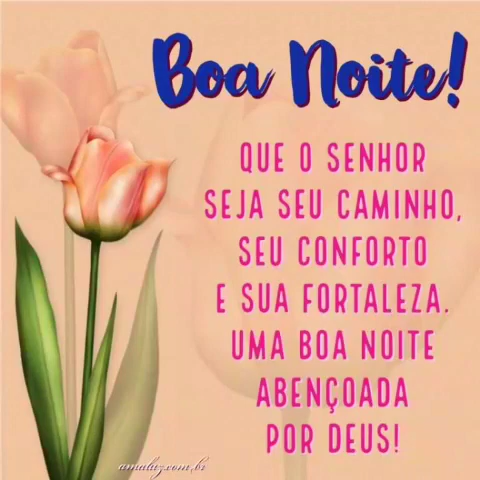 Boa Noite!
QUE O SENHOR
SEJA SEU CAMINHO,
SEU CONFORTO
E SUA FORTALEZA.
UMA BOA NOITE
ABENÇOADA
POR DEUS!
amaluz.com.br